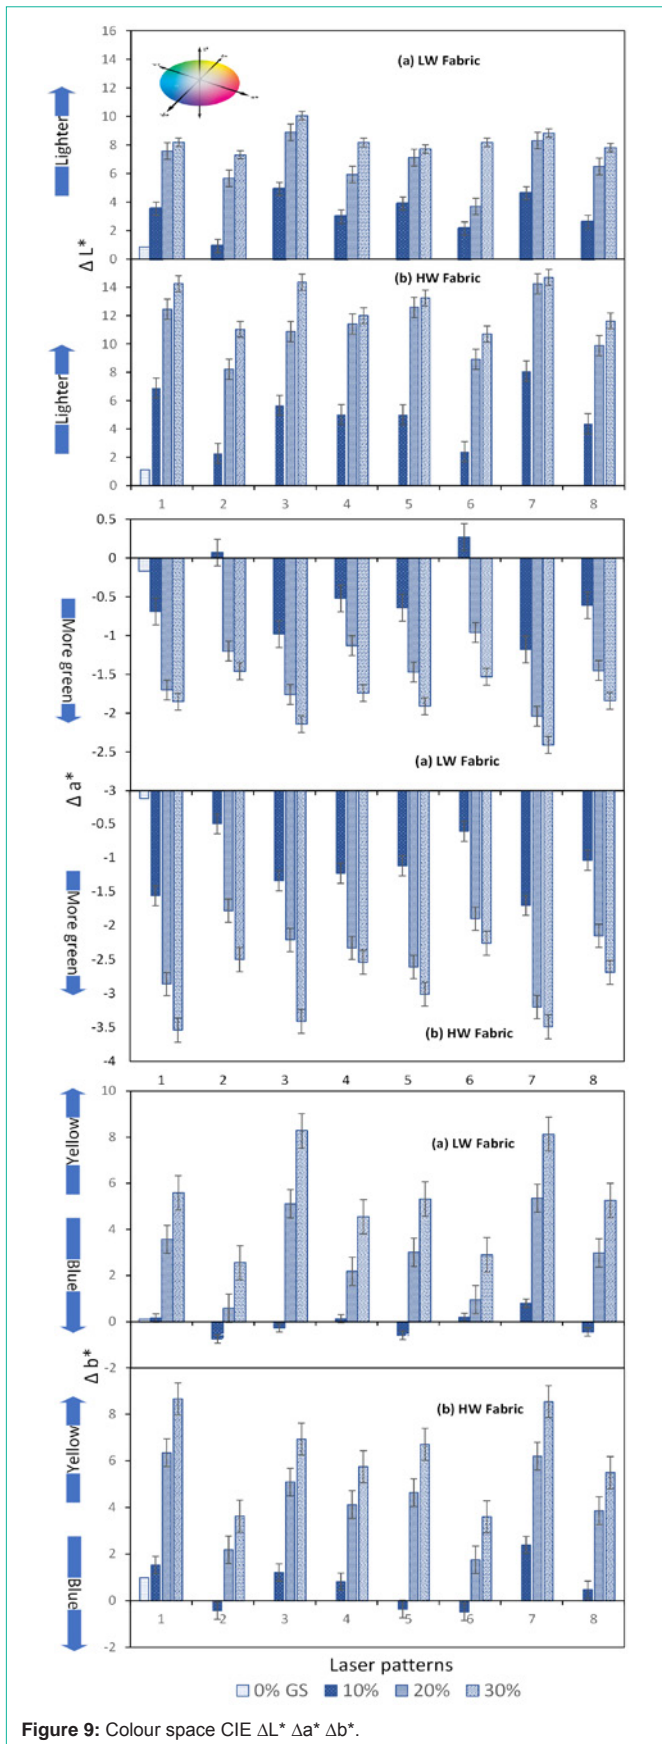 16
14
(a) LW Fabric
12
10
8
6
4
2
0
Lighter
Δ L*
(b) HW Fabric
14
12
10
8
6
4
2
0
Lighter
1 2 3 4 5 6 7 8
0.5
0
-0.5
-1
-1.5
-2
-2.5
More green
(a) LW Fabric
Δ a*
-3
-0.5
-1
-1.5
-2
-2.5
-3
-3.5
-4
More green
(b) HW Fabric
1 2 3 4 5 6 7 8
10
8
6
4
2
0
-2
Yellow
Blue
(a) LW Fabric
Δ b*
8
6
4
2
0
-2
Yellow
Blue
(b) HW Fabric
1 2 3 4 5 6 7 8
Laser patterns
0% GS 10% 20% 30%
Figure 9: Colour space CIE ΔL* Δa* Δb*.